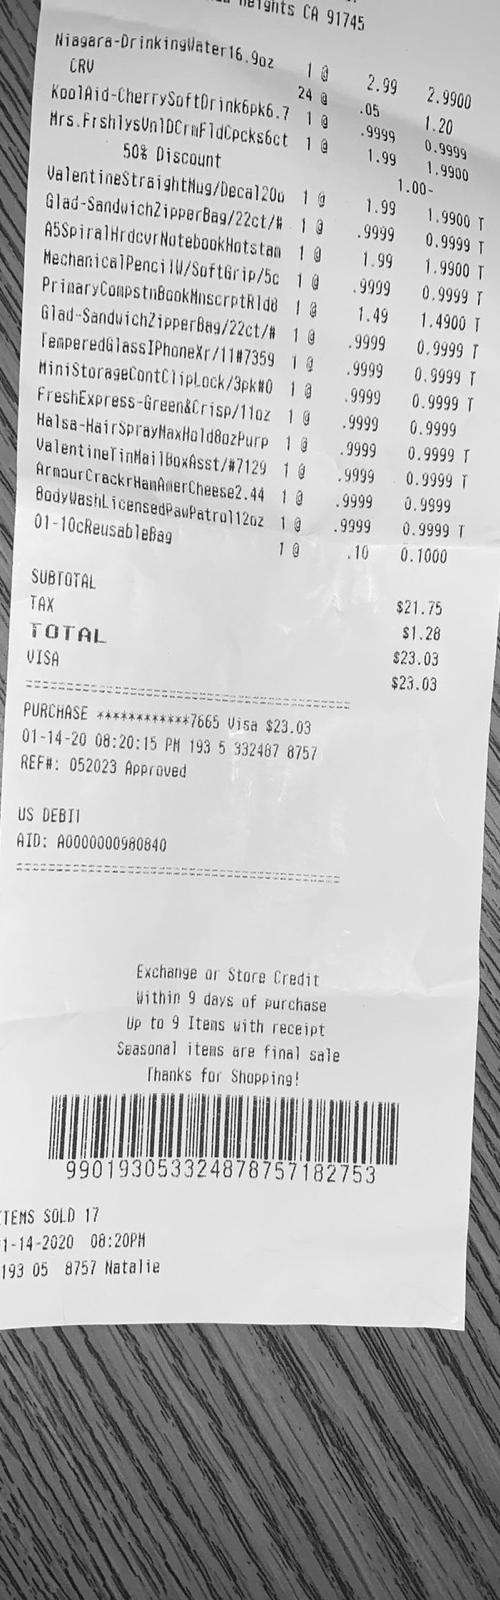 Heights CA 91745
Niagara-DrinkingWater16.9oz 1 @ 2.99 2.9900
CRV 24 @ .05 1.20
KoolAid-CherrySoftDrink6pk6.7 1 @ .9999 0.9999
Mrs.FrshlysVnlDCrmFldCpcks6ct 1 @ 1.99 1.9900
50% Discount 1.00-
ValentineStraightMug/Decal20o 1 @ 1.99 1.9900 T
Glad-SandwichZipperBag/22ct/# 1 @ .9999 0.9999 T
A5SpiralHrdcvrNotebookHotstam 1 @ 1.99 1.9900 T
MechanicalPencilW/SoftGrip/5c 1 @ .9999 0.9999 T
PrimaryCompstnBookMnscrptRld8 1 @ 1.49 1.4900 T
Glad-SandwichZipperBag/22ct/# 1 @ .9999 0.9999 T
TemperedGlassIPhoneXr/11#7359 1 @ .9999 0.9999 T
MiniStorageContClipLock/3pk#0 1 @ .9999 0.9999 T
FreshExpress-Green&Crisp/11oz 1 @ .9999 0.9999
Halsa-HairSprayMaxHold8ozPurp 1 @ .9999 0.9999 T
ValentineTinMailBoxAsst/#7129 1 @ .9999 0.9999 T
ArmourCrackrHamAmerCheese2.44 1 @ .9999 0.9999
BodyWashLicensedPawPatrol12oz 1 @ .9999 0.9999 T
01-10cReusableBag 1 @ .10 0.1000
SUBTOTAL $21.75
TAX $1.28
TOTAL $23.03
VISA $23.03
PURCHASE ************7665 Visa $23.03
01-14-20 08:20:15 PM 193 5 332487 8757
REF#: 052023 Approved
US DEBIT
AID: A0000000980840
Exchange or Store Credit
Within 9 days of purchase
Up to 9 Items with receipt
Seasonal items are final sale
Thanks for Shopping!
9901930533248787571​82753
TEMS SOLD 17
1-14-2020 08:20PM
193 05 8757 Natalie